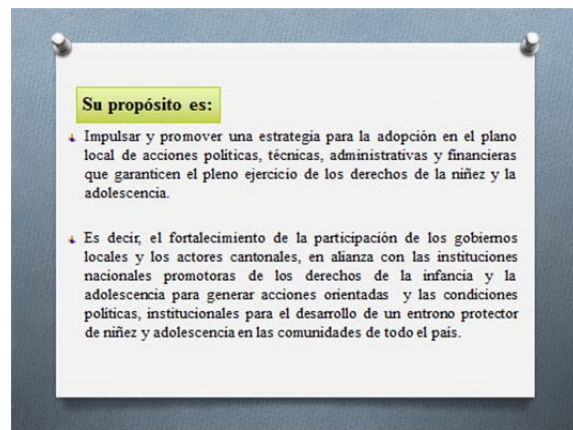 Su propósito es:
Impulsar y promover una estrategia para la adopción en el plano
local de acciones políticas, técnicas, administrativas y financieras
que garanticen el pleno ejercicio de los derechos de la niñez y la
adolescencia.
Es decir, el fortalecimiento de la participación de los gobiernos
locales y los actores cantonales, en alianza con las instituciones
nacionales promotoras de los derechos de la infancia y la
adolescencia para generar acciones orientadas y las condiciones
políticas, institucionales para el desarrollo de un entrono protector
de niñez y adolescencia en las comunidades de todo el país.